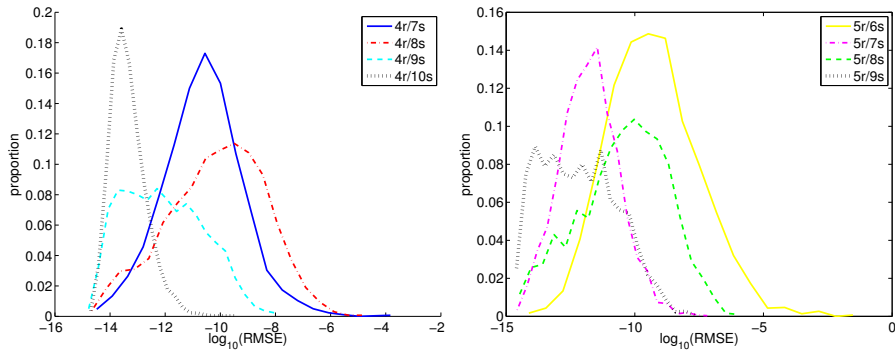 0.2
0.18
0.16
0.14
0.12
0.1
0.08
0.06
0.04
0.02
0
proportion
−16
−14
−12
−10
−8
−6
−4
−2
log10(RMSE)
4r/7s
4r/8s
4r/9s
4r/10s
0.16
0.14
0.12
0.1
0.08
0.06
0.04
0.02
0
proportion
−15
−10
−5
0
log10(RMSE)
5r/6s
5r/7s
5r/8s
5r/9s